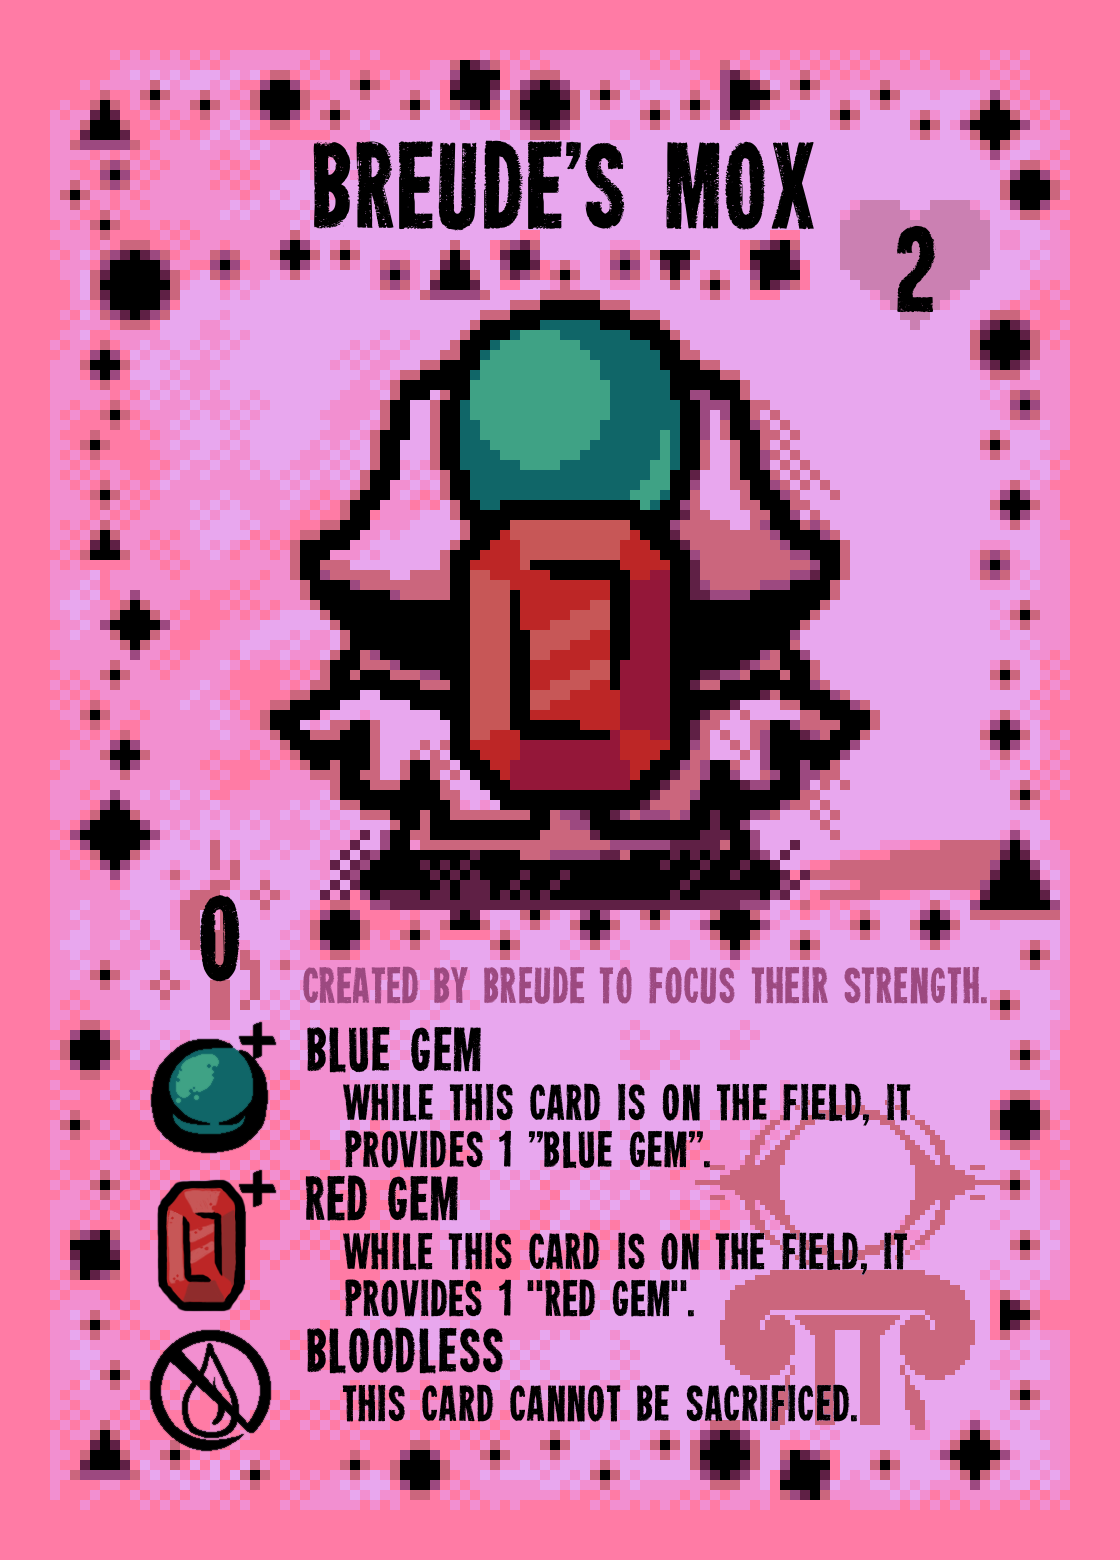 BREUDE’S MOX
2
0
CREATED BY BREUDE TO FOCUS THEIR STRENGTH.
BLUE GEM
WHILE THIS CARD IS ON THE FIELD, IT
PROVIDES 1 ”BLUE GEM”.
RED GEM
WHILE THIS CARD IS ON THE FIELD, IT
PROVIDES 1 "RED GEM".
BLOODLESS
THIS CARD CANNOT BE SACRIFICED.